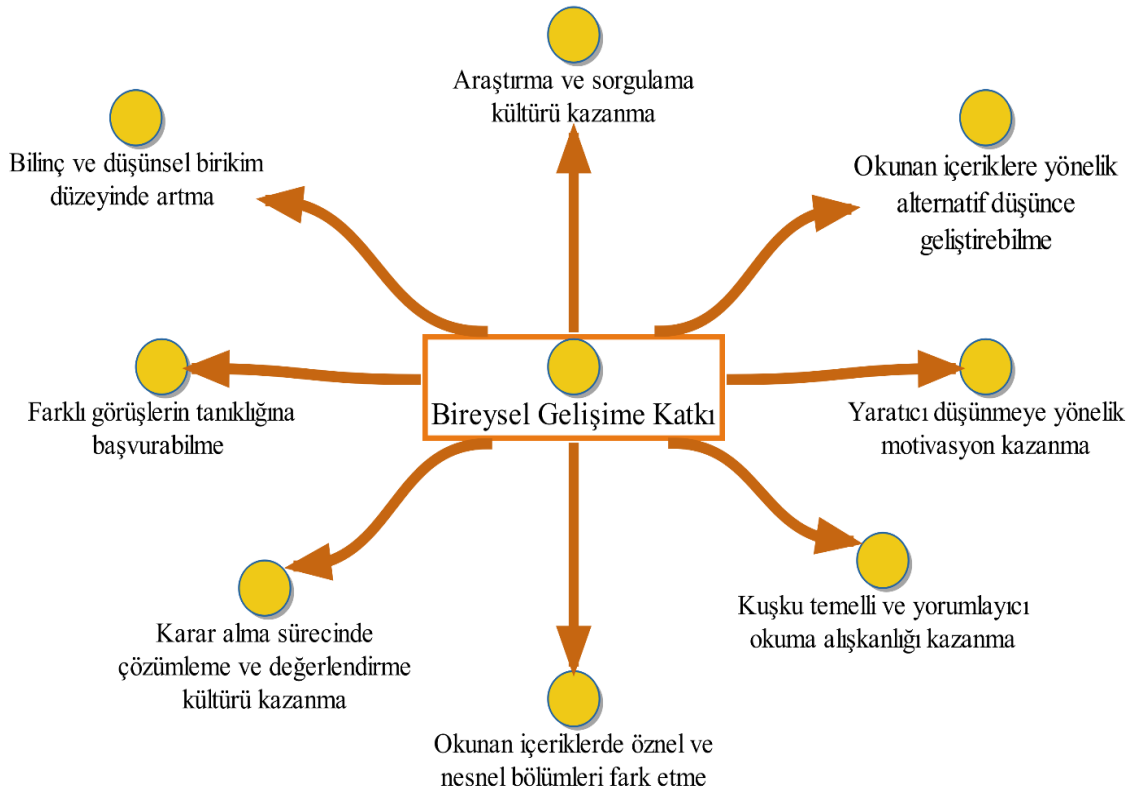 Araştırma ve sorgulama
kültürü kazanma
Bilinç ve düşünsel birikim
düzeyinde artma
Okunan içeriklere yönelik
alternatif düşünce
geliştirebilme
Bireysel Gelişime Katkı
Farklı görüşlerin tanıklığına
başvurabilme
Yaratıcı düşünmeye yönelik
motivasyon kazanma
Karar alma sürecinde
çözümleme ve değerlendirme
kültürü kazanma
Kuşku temelli ve yorumlayıcı
okuma alışkanlığı kazanma
Okunan içeriklerde öznel ve
nesnel bölümleri fark etme